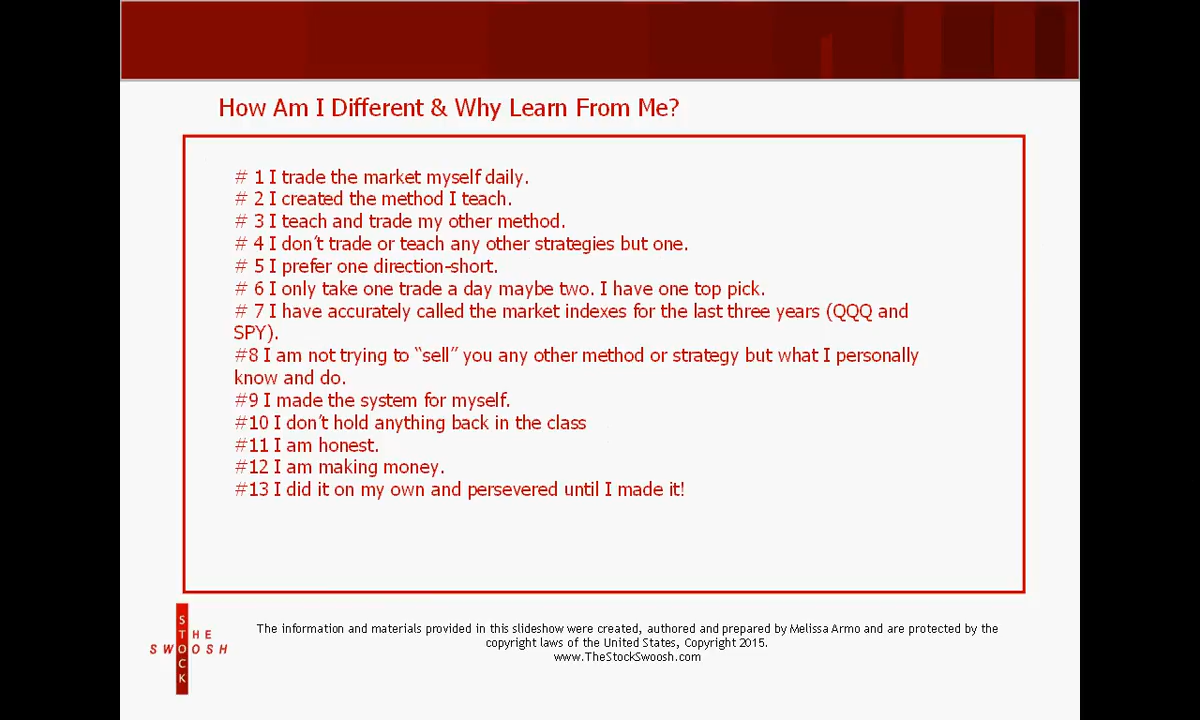 How Am I Different & Why Learn From Me?
# 1 I trade the market myself daily.
# 2 I created the method I teach.
# 3 I teach and trade my other method.
# 4 I don’t trade or teach any other strategies but one.
# 5 I prefer one direction-short.
# 6 I only take one trade a day maybe two. I have one top pick.
# 7 I have accurately called the market indexes for the last three years (QQQ and
SPY).
#8 I am not trying to “sell” you any other method or strategy but what I personally
know and do.
#9 I made the system for myself.
#10 I don’t hold anything back in the class
#11 I am honest.
#12 I am making money.
#13 I did it on my own and persevered until I made it!
THE
STOCK
SWOOSH
The information and materials provided in this slideshow were created, authored and prepared by Melissa Armo and are protected by the
copyright laws of the United States, Copyright 2015.
www.TheStockSwoosh.com